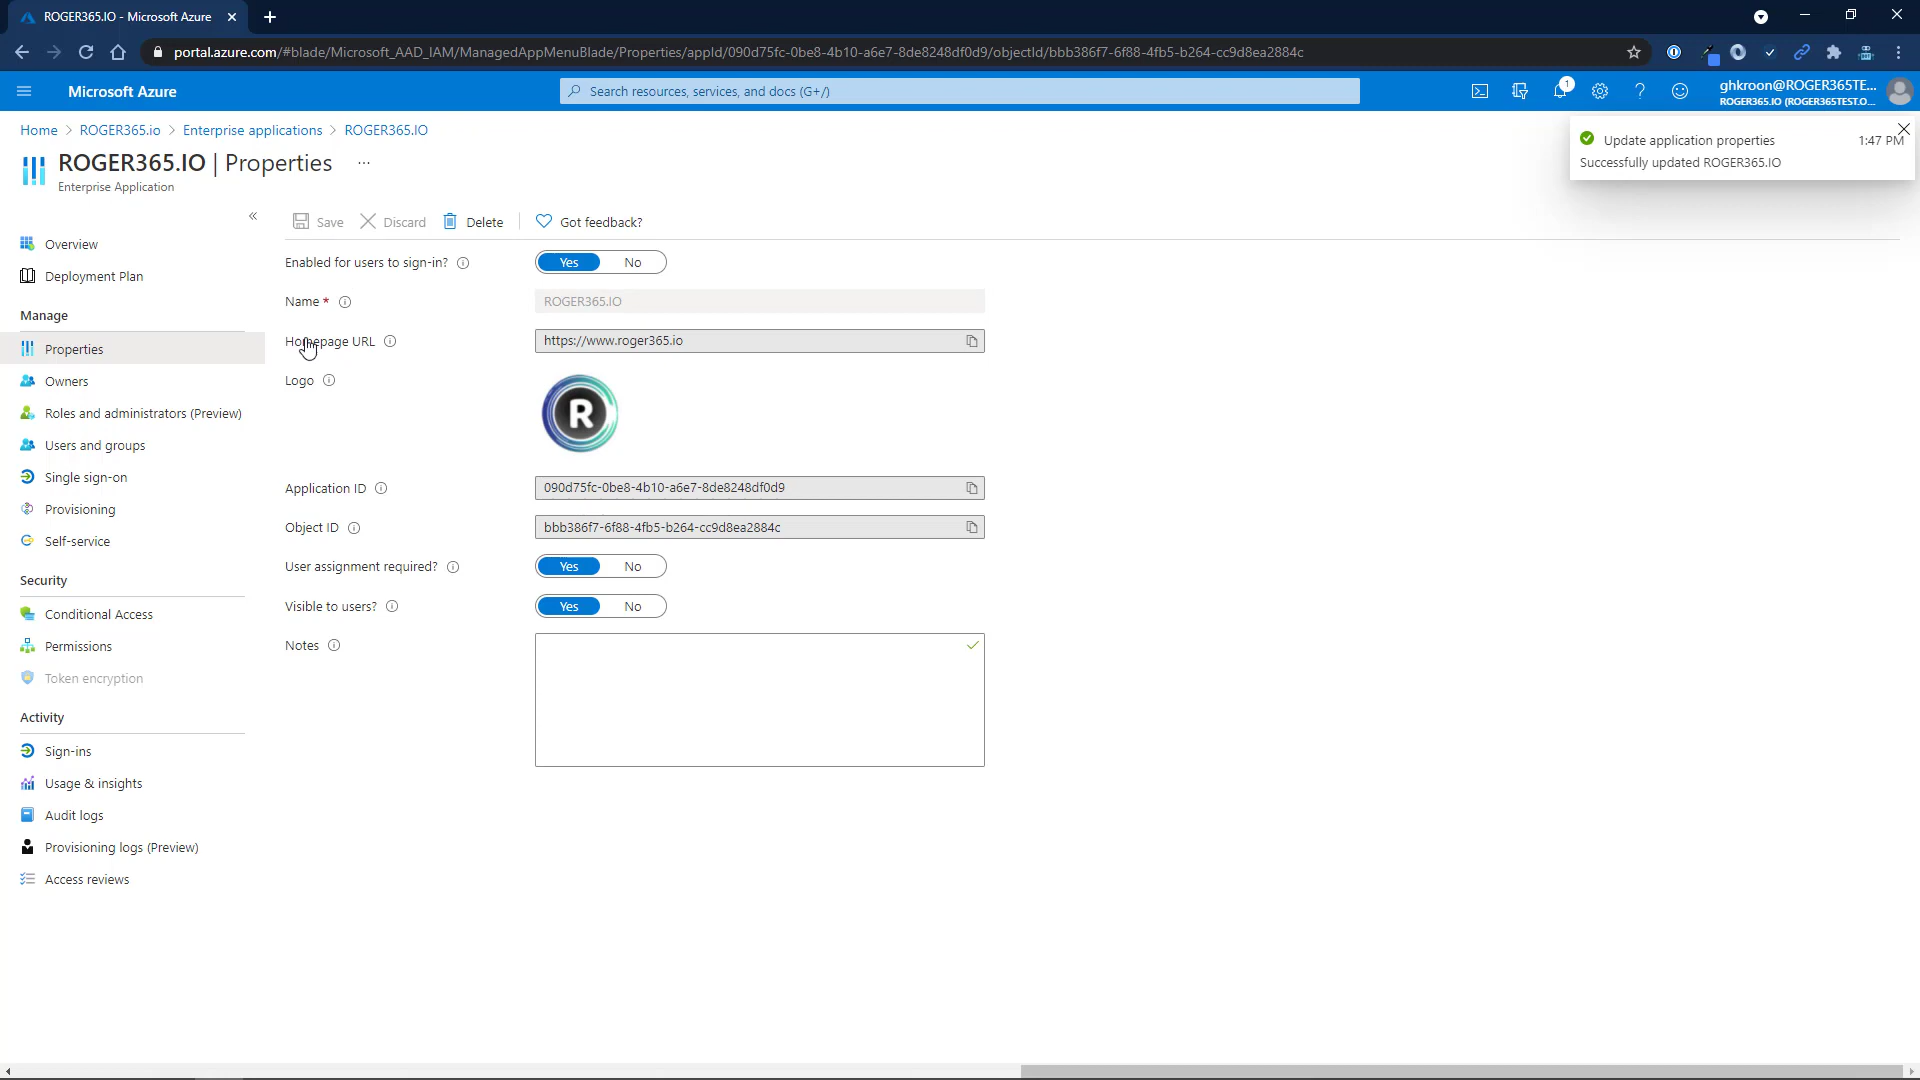 ROGER365.IO - Microsoft Azure
portal.azure.com/#blade/Microsoft_AAD_IAM/ManagedAppMenuBlade/Properties/appId/090d75fc-0be8-4b10-a6e7-8de8248df0d9/objectId/bbb386f7-6f88-4fb5-b264-cc9d8ea2884c
Microsoft Azure
Search resources, services, and docs (G+/)
1
ghkroon@ROGER365TE...
ROGER365.IO (ROGER365TEST.O...
Home > ROGER365.io > Enterprise applications > ROGER365.IO
Update application properties 1:47 PM
Successfully updated ROGER365.IO
ROGER365.IO | Properties ...
Enterprise Application
Save Discard Delete Got feedback?
Overview
Deployment Plan
Manage
Properties
Owners
Roles and administrators (Preview)
Users and groups
Single sign-on
Provisioning
Self-service
Security
Conditional Access
Permissions
Token encryption
Activity
Sign-ins
Usage & insights
Audit logs
Provisioning logs (Preview)
Access reviews
Enabled for users to sign-in? Yes No
Name * ROGER365.IO
Homepage URL https://www.roger365.io
Logo
R
Application ID 090d75fc-0be8-4b10-a6e7-8de8248df0d9
Object ID bbb386f7-6f88-4fb5-b264-cc9d8ea2884c
User assignment required? Yes No
Visible to users? Yes No
Notes